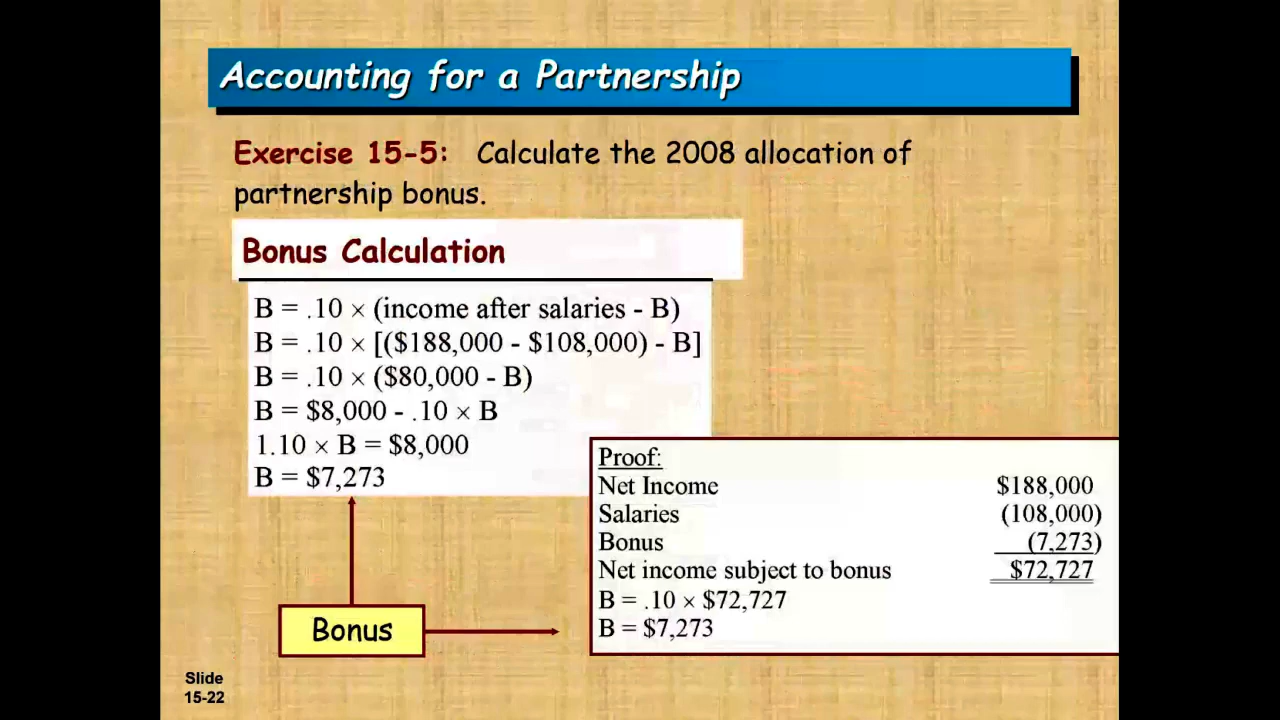 Accounting for a Partnership
Exercise 15-5: Calculate the 2008 allocation of
partnership bonus.
Bonus Calculation
B = .10 × (income after salaries - B)
B = .10 × [($188,000 - $108,000) - B]
B = .10 × ($80,000 - B)
B = $8,000 - .10 × B
1.10 × B = $8,000
B = $7,273
Proof:
Net Income $188,000
Salaries (108,000)
Bonus (7,273)
Net income subject to bonus $72,727
B = .10 × $72,727
B = $7,273
Bonus
Slide
15-22